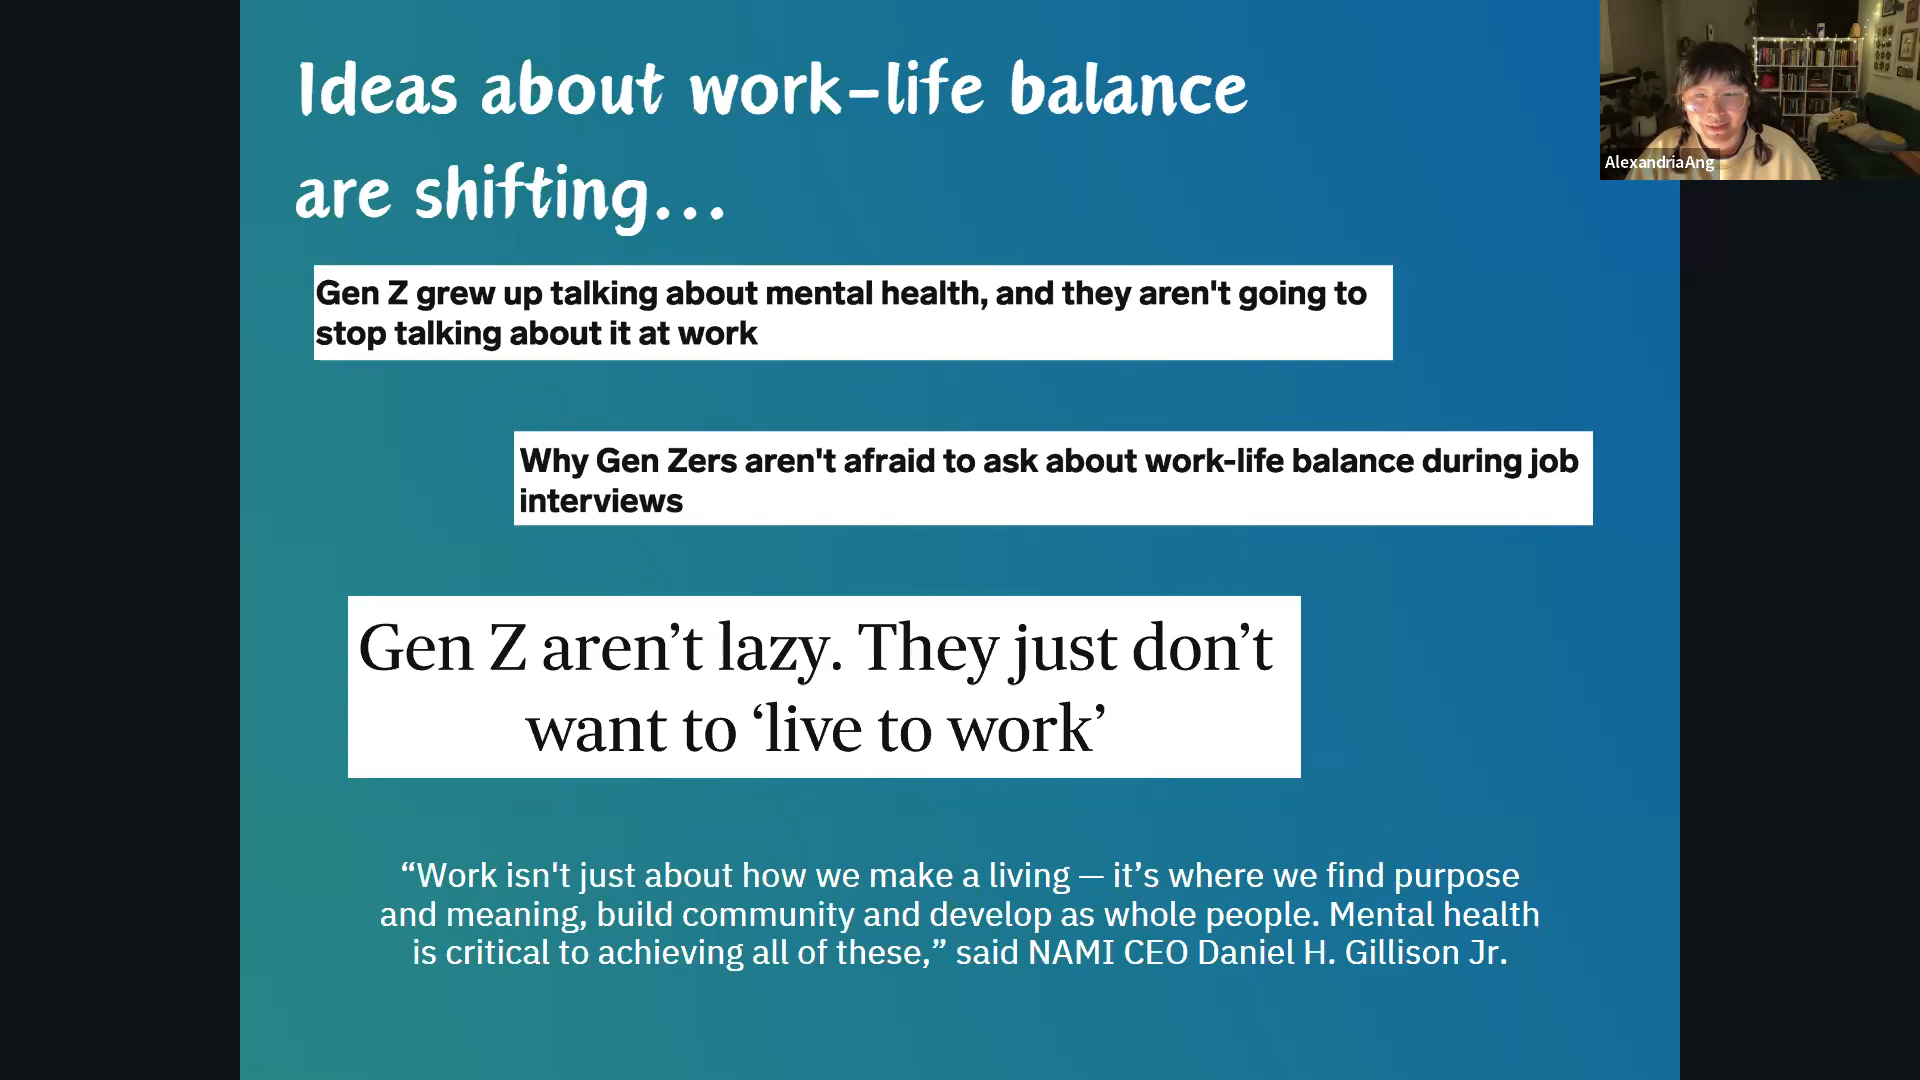 Ideas about work-life balance
are shifting...
Gen Z grew up talking about mental health, and they aren't going to
stop talking about it at work
Why Gen Zers aren't afraid to ask about work-life balance during job
interviews
Gen Z aren’t lazy. They just don’t
want to ‘live to work’
“Work isn't just about how we make a living — it’s where we find purpose
and meaning, build community and develop as whole people. Mental health
is critical to achieving all of these,” said NAMI CEO Daniel H. Gillison Jr.
AlexandriaAng